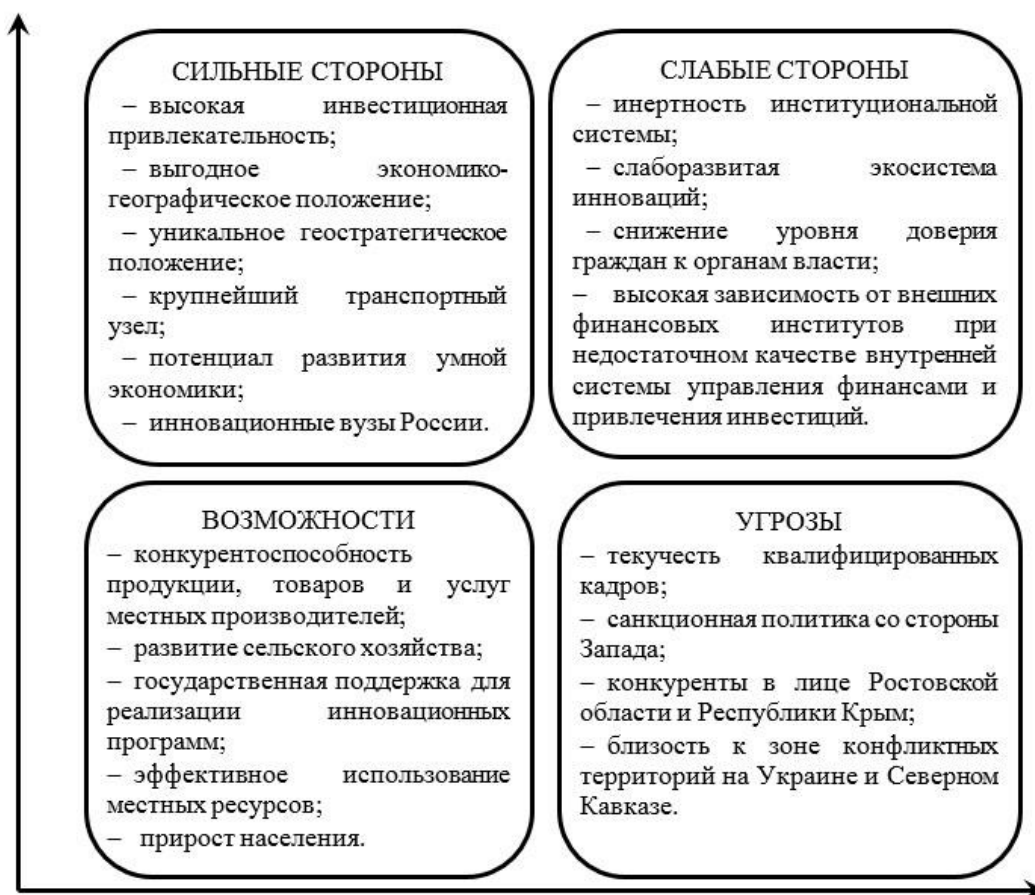 СИЛЬНЫЕ СТОРОНЫ
– высокая инвестиционная
привлекательность;
– выгодное экономико-
географическое положение;
– уникальное геостратегическое
положение;
– крупнейший транспортный
узел;
– потенциал развития умной
экономики;
– инновационные вузы России.
СЛАБЫЕ СТОРОНЫ
– инертность институциональной
системы;
– слаборазвитая экосистема
инноваций;
– снижение уровня доверия
граждан к органам власти;
– высокая зависимость от внешних
финансовых институтов при
недостаточном качестве внутренней
системы управления финансами и
привлечения инвестиций.
ВОЗМОЖНОСТИ
– конкурентоспособность
продукции, товаров и услуг
местных производителей;
– развитие сельского хозяйства;
– государственная поддержка для
реализации инновационных
программ;
– эффективное использование
местных ресурсов;
– прирост населения.
УГРОЗЫ
– текучесть квалифицированных
кадров;
– санкционная политика со стороны
Запада;
– конкуренты в лице Ростовской
области и Республики Крым;
– близость к зоне конфликтных
территорий на Украине и Северном
Кавказе.